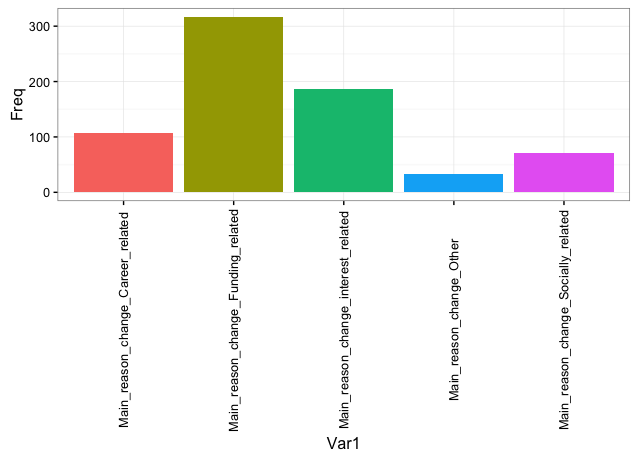 Freq
300
200
100
0
Main_reason_change_Career_related
Main_reason_change_Funding_related
Main_reason_change_interest_related
Main_reason_change_Other
Main_reason_change_Socially_related
Var1